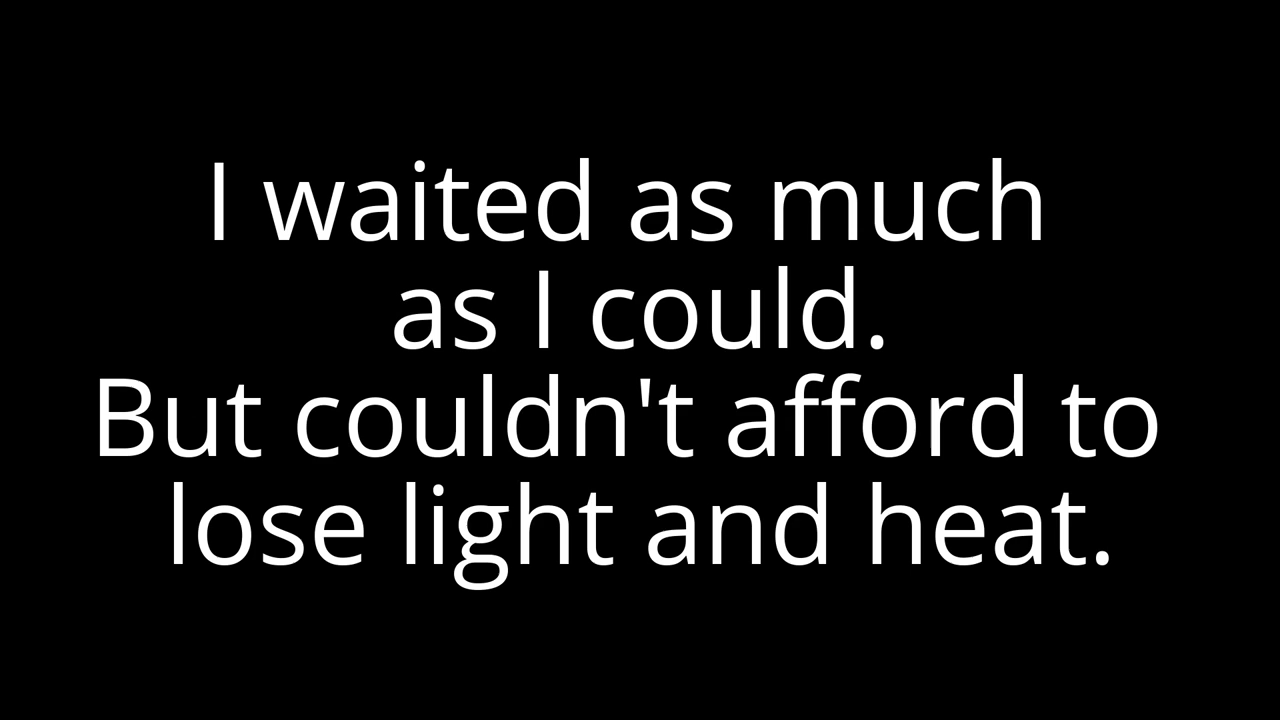 I waited as much
as I could.
But couldn't afford to
lose light and heat.